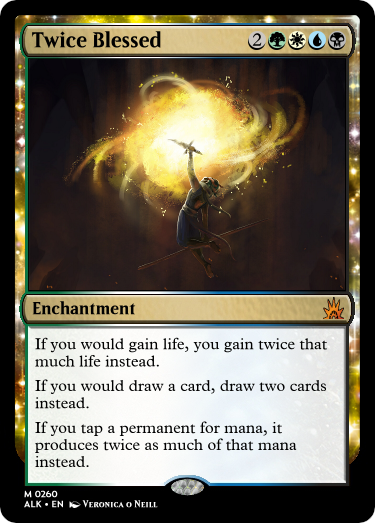 Twice Blessed 2
Enchantment
If you would gain life, you gain twice that
much life instead.
If you would draw a card, draw two cards
instead.
If you tap a permanent for mana, it
produces twice as much of that mana
instead.
M 0260
ALK • EN Veronica o Neill